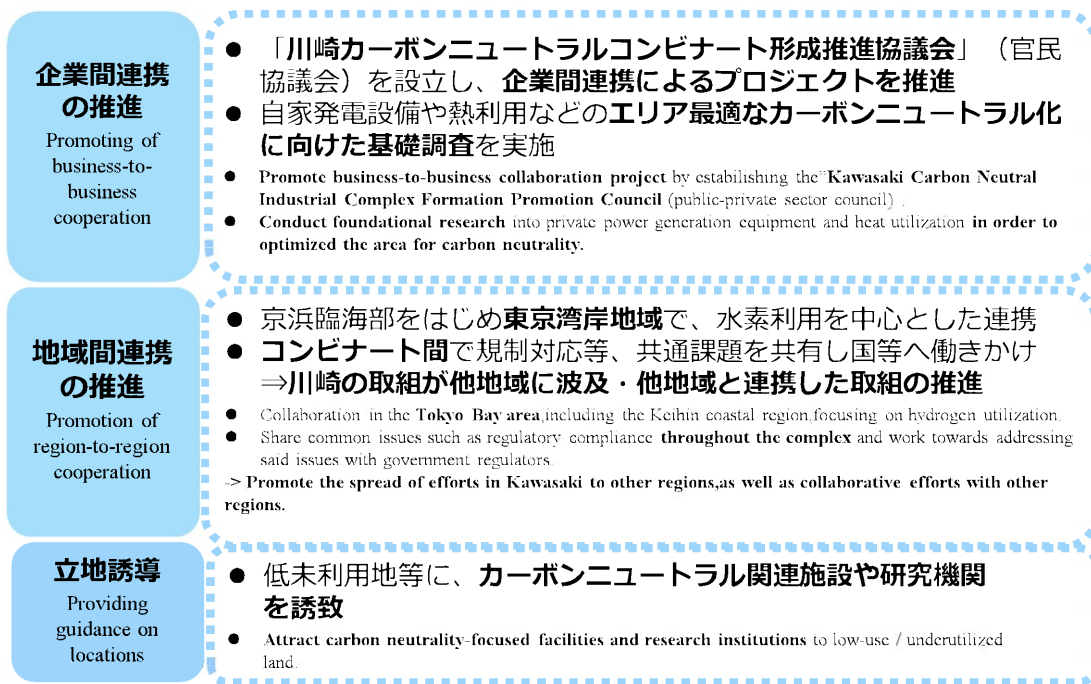 企業間連携
の推進
Promoting of
business-to-
business
cooperation
● 「川崎カーボンニュートラルコンビナート形成推進協議会」（官民
協議会）を設立し、企業間連携によるプロジェクトを推進
● 自家発電設備や熱利用などのエリア最適なカーボンニュートラル化
に向けた基礎調査を実施
● Promote business-to-business collaboration project by estabilishing the"Kawasaki Carbon Neutral
Industrial Complex Formation Promotion Council (public-private sector council) .
● Conduct foundational research into private power generation equipment and heat utilization in order to
optimized the area for carbon neutrality.
地域間連携
の推進
Promotion of
region-to-region
cooperation
● 京浜臨海部をはじめ東京湾岸地域で、水素利用を中心とした連携
● コンビナート間で規制対応等、共通課題を共有し国等へ働きかけ
⇒川崎の取組が他地域に波及・他地域と連携した取組の推進
● Collaboration in the Tokyo Bay area,including the Keihin coastal region,focusing on hydrogen utilization.
● Share common issues such as regulatory compliance throughout the complex and work towards addressing
said issues with government regulators.
-> Promote the spread of efforts in Kawasaki to other regions,as well as collaborative efforts with other
regions.
立地誘導
Providing
guidance on
locations
● 低未利用地等に、カーボンニュートラル関連施設や研究機関
を誘致
● Attract carbon neutrality-focused facilities and research institutions to low-use / underutilized
land.